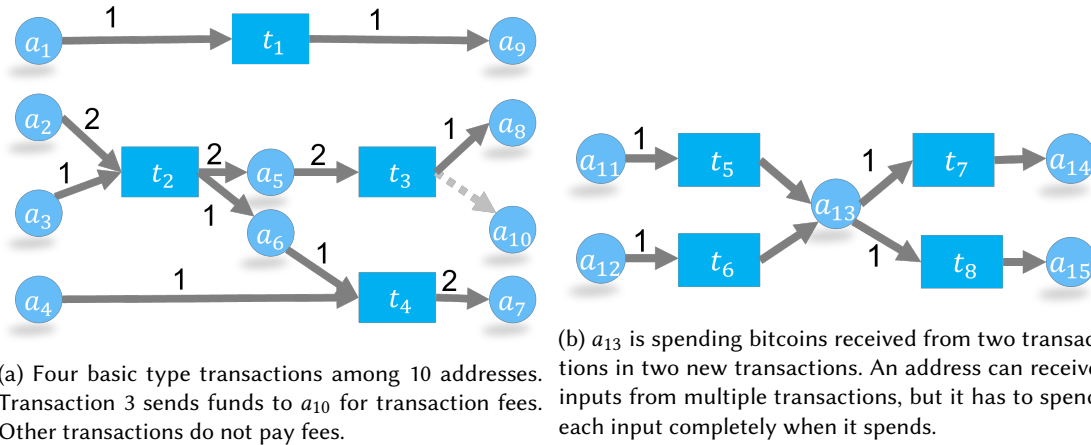 1 1
a₁ t₁ a₉
a₂ 2 1 a₈
1 t₂ 2 a₅ 2 t₃
a₃ 1 a₆ a₁₀
1
a₄ 1 t₄ 2 a₇
(a) Four basic type transactions among 10 addresses.
Transaction 3 sends funds to a₁₀ for transaction fees.
Other transactions do not pay fees.
a₁₁ 1 t₅ 1 t₇ a₁₄
a₁₃
a₁₂ 1 t₆ 1 t₈ a₁₅
(b) a₁₃ is spending bitcoins received from two transac
tions in two new transactions. An address can receive
inputs from multiple transactions, but it has to spend
each input completely when it spends.